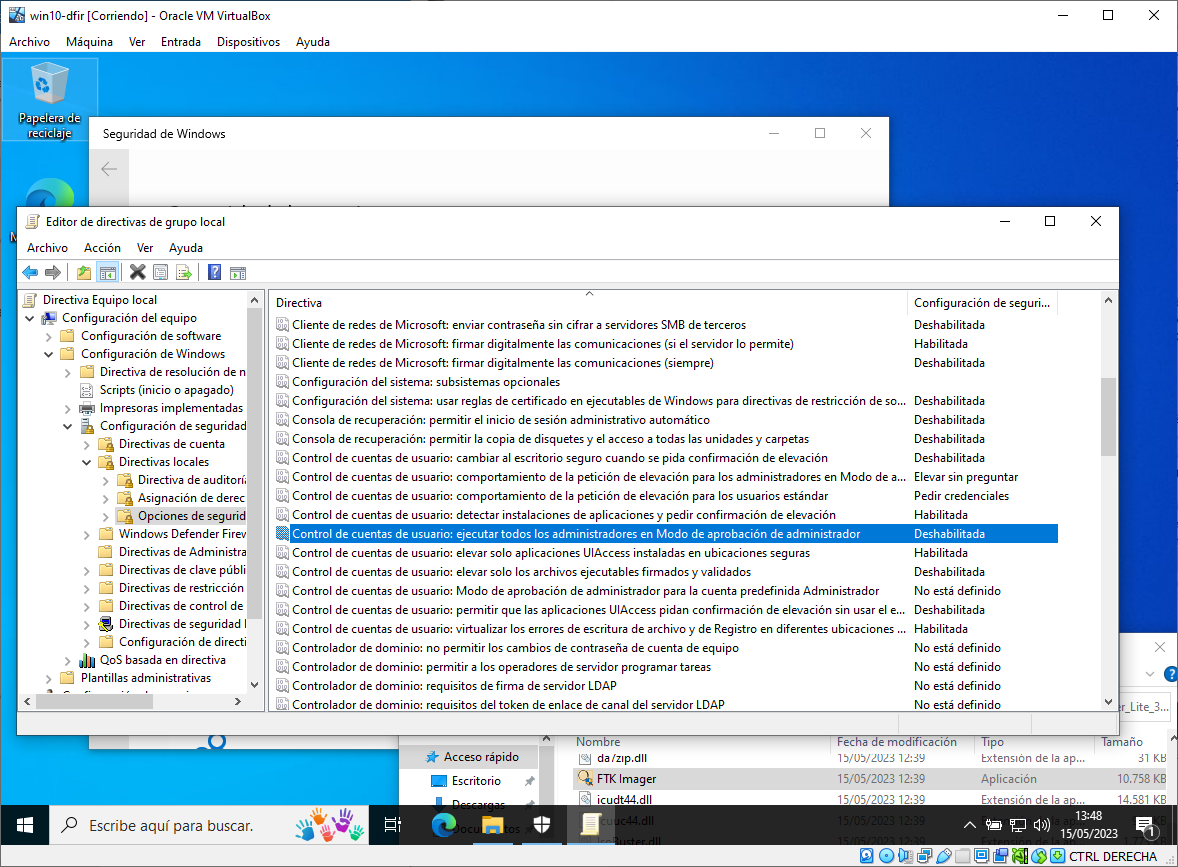 win10-dfir [Corriendo] - Oracle VM VirtualBox
Archivo Máquina Ver Entrada Dispositivos Ayuda
Papelera de
reciclaje
Seguridad de Windows
Editor de directivas de grupo local
Archivo Acción Ver Ayuda
Directiva Equipo local
Configuración del equipo
Configuración de software
Configuración de Windows
Directiva de resolución de n
Scripts (inicio o apagado)
Impresoras implementadas
Configuración de seguridad
Directivas de cuenta
Directivas locales
Directiva de auditorí
Asignación de derec
Opciones de segurid
Windows Defender Firew
Directivas de Administra
Directivas de clave públi
Directivas de restricción
Directivas de control de
Directivas de seguridad I
Configuración de directi
QoS basada en directiva
Plantillas administrativas
Directiva Configuración de seguri...
Cliente de redes de Microsoft: enviar contraseña sin cifrar a servidores SMB de terceros Deshabilitada
Cliente de redes de Microsoft: firmar digitalmente las comunicaciones (si el servidor lo permite) Habilitada
Cliente de redes de Microsoft: firmar digitalmente las comunicaciones (siempre) Deshabilitada
Configuración del sistema: subsistemas opcionales
Configuración del sistema: usar reglas de certificado en ejecutables de Windows para directivas de restricción de so... Deshabilitada
Consola de recuperación: permitir el inicio de sesión administrativo automático Deshabilitada
Consola de recuperación: permitir la copia de disquetes y el acceso a todas las unidades y carpetas Deshabilitada
Control de cuentas de usuario: cambiar al escritorio seguro cuando se pida confirmación de elevación Deshabilitada
Control de cuentas de usuario: comportamiento de la petición de elevación para los administradores en Modo de a... Elevar sin preguntar
Control de cuentas de usuario: comportamiento de la petición de elevación para los usuarios estándar Pedir credenciales
Control de cuentas de usuario: detectar instalaciones de aplicaciones y pedir confirmación de elevación Habilitada
Control de cuentas de usuario: ejecutar todos los administradores en Modo de aprobación de administrador Deshabilitada
Control de cuentas de usuario: elevar solo aplicaciones UIAccess instaladas en ubicaciones seguras Habilitada
Control de cuentas de usuario: elevar solo los archivos ejecutables firmados y validados Deshabilitada
Control de cuentas de usuario: Modo de aprobación de administrador para la cuenta predefinida Administrador No está definido
Control de cuentas de usuario: permitir que las aplicaciones UIAccess pidan confirmación de elevación sin usar el e... Deshabilitada
Control de cuentas de usuario: virtualizar los errores de escritura de archivo y de Registro en diferentes ubicaciones ... Habilitada
Controlador de dominio: no permitir los cambios de contraseña de cuenta de equipo No está definido
Controlador de dominio: permitir a los operadores de servidor programar tareas No está definido
Controlador de dominio: requisitos de firma de servidor LDAP No está definido
Controlador de dominio: requisitos del token de enlace de canal del servidor LDAP No está definido
er_Lite_3...
Acceso rápido
Escritorio
Descargas
Nombre Fecha de modificación Tipo Tamaño
da7zip.dll 15/05/2023 12:39 Extensión de la ap... 31 KB
FTK Imager 15/05/2023 12:39 Aplicación 10.758 KB
icudt44.dll 15/05/2023 12:39 Extensión de la ap... 14.581 KB
Escribe aquí para buscar.
13:48
15/05/2023
1
CTRL DERECHA